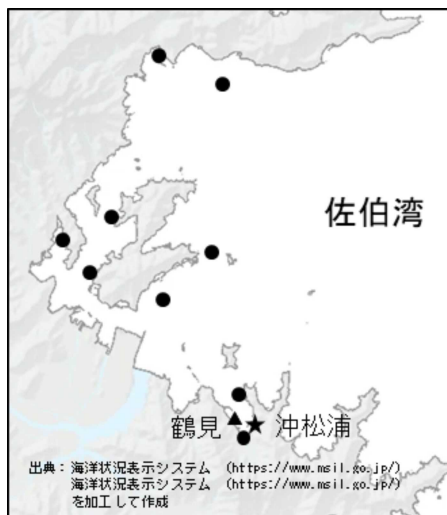 佐伯湾
鶴見▲★沖松浦
出典：海洋状況表示システム （https://www.msil.go.jp/）
海洋状況表示システム （https://www.msil.go.jp/）
を加工して作成